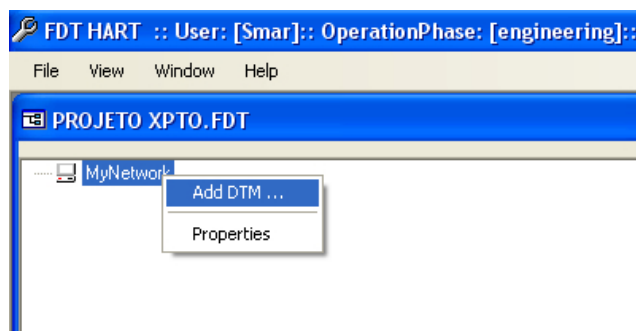 FDT HART :: User: [Smar]:: OperationPhase: [engineering]::
File View Window Help
PROJETO XPTO.FDT
MyNetwork
Add DTM ...
Properties